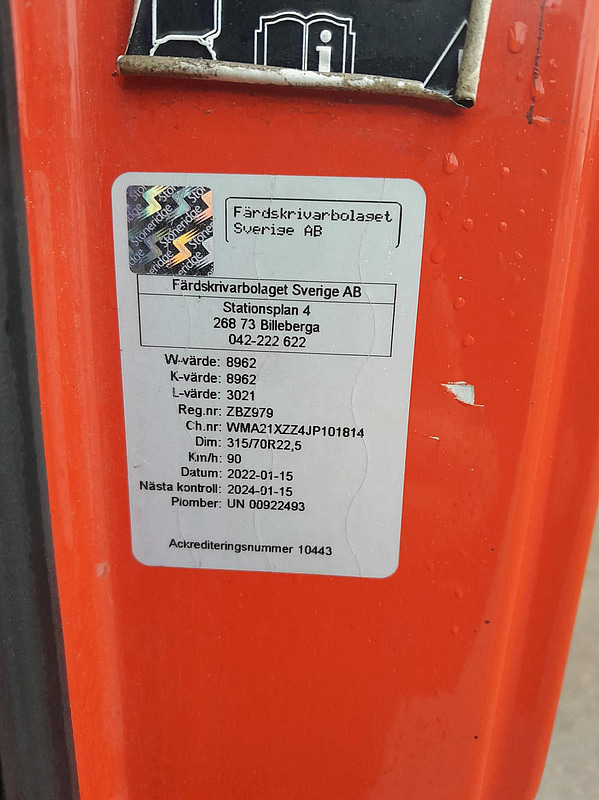 i
Stoneridge
Färdskrivarbolaget
Sverige AB
Färdskrivarbolaget Sverige AB
Stationsplan 4
268 73 Billeberga
042-222 622
W-värde: 8962
K-värde: 8962
L-värde: 3021
Reg.nr: ZBZ979
Ch.nr: WMA21XZZ4JP101814
Dim: 315/70R22,5
Km/h: 90
Datum: 2022-01-15
Nästa kontroll: 2024-01-15
Plomber: UN 00922493
Ackrediteringsnummer 10443